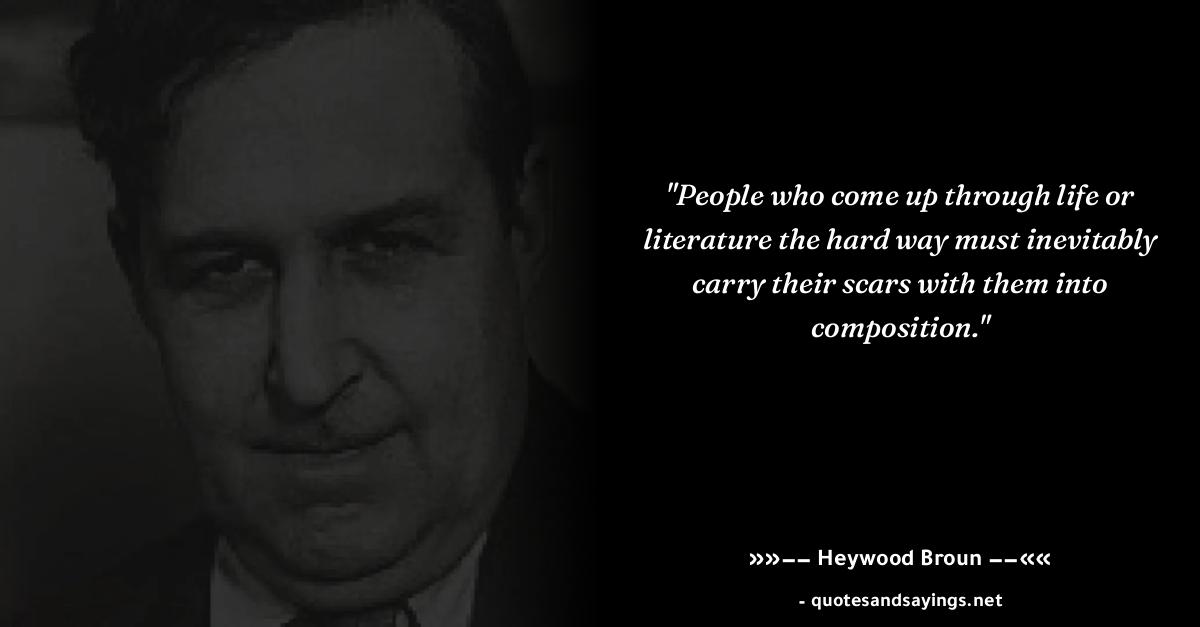 "People who come up through life or
literature the hard way must inevitably
carry their scars with them into
composition."
»»−− Heywood Broun −−««
- quotesandsayings.net